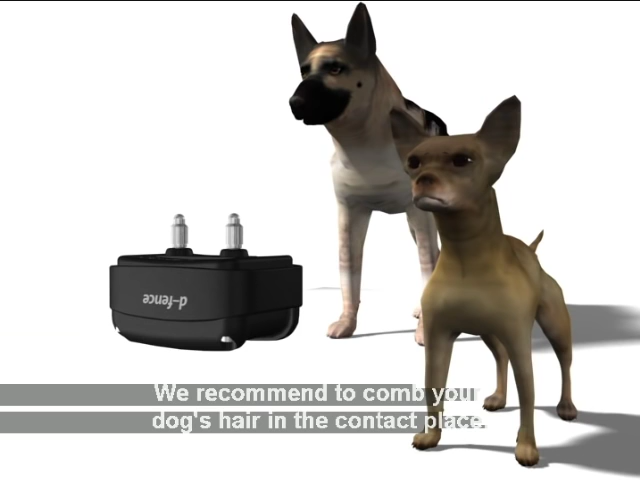 d-fence
We recommend to comb your
dog's hair in the contact place.